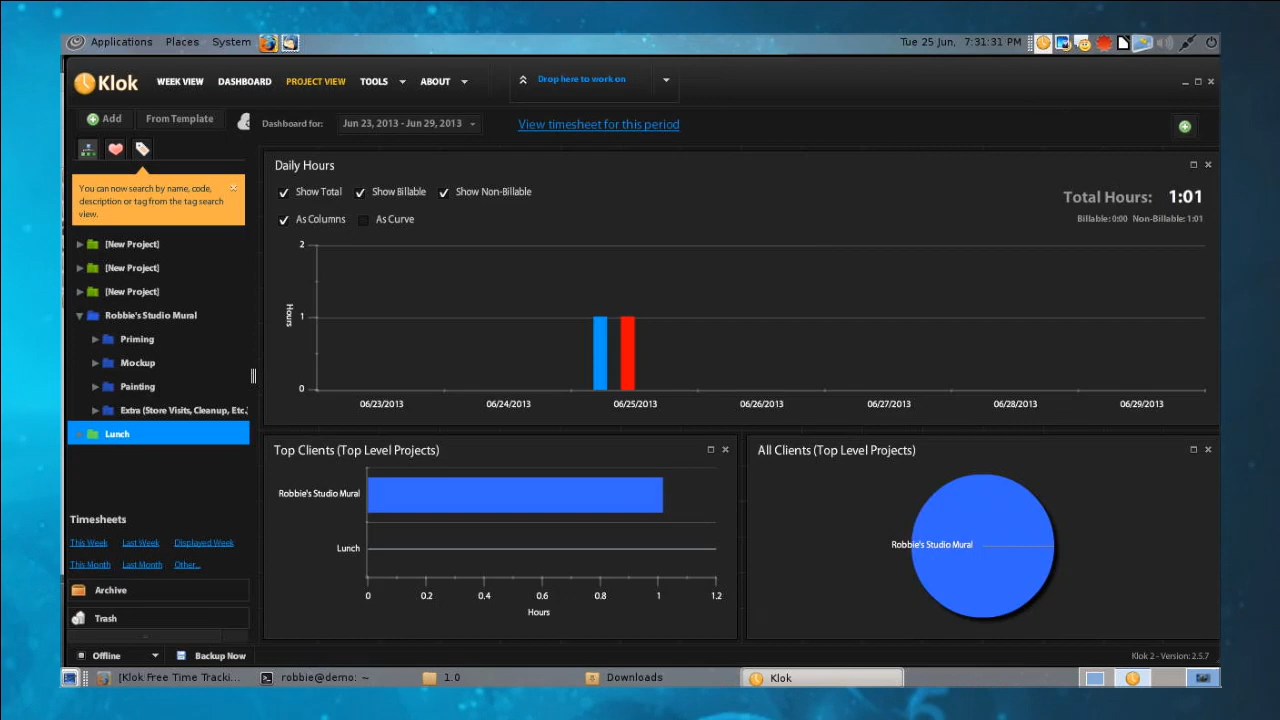 Applications Places System Tue 25 Jun, 7:31:31 PM
Klok WEEK VIEW DASHBOARD PROJECT VIEW TOOLS ABOUT Drop here to work on
Add From Template Dashboard for: Jun 23, 2013 - Jun 29, 2013 View timesheet for this period
You can now search by name, code,
description or tag from the tag search
view.
[New Project]
[New Project]
[New Project]
Robbie's Studio Mural
Priming
Mockup
Painting
Extra (Store Visits, Cleanup, Etc.
Lunch
Timesheets
This Week Last Week Displayed Week
This Month Last Month Other...
Archive
Trash
Offline Backup Now
Daily Hours
Show Total Show Billable Show Non-Billable
As Columns As Curve
Total Hours: 1:01
Billable: 0:00 Non-Billable: 1:01
2
1
0
Hours
06/23/2013 06/24/2013 06/25/2013 06/26/2013 06/27/2013 06/28/2013 06/29/2013
Top Clients (Top Level Projects)
Robbie's Studio Mural
Lunch
0 0.2 0.4 0.6 0.8 1 1.2
Hours
All Clients (Top Level Projects)
Robbie's Studio Mural
Klok 2 - Version: 2.5.7
[Klok Free Time Tracki... robbie@demo: ~ 1.0 Downloads Klok